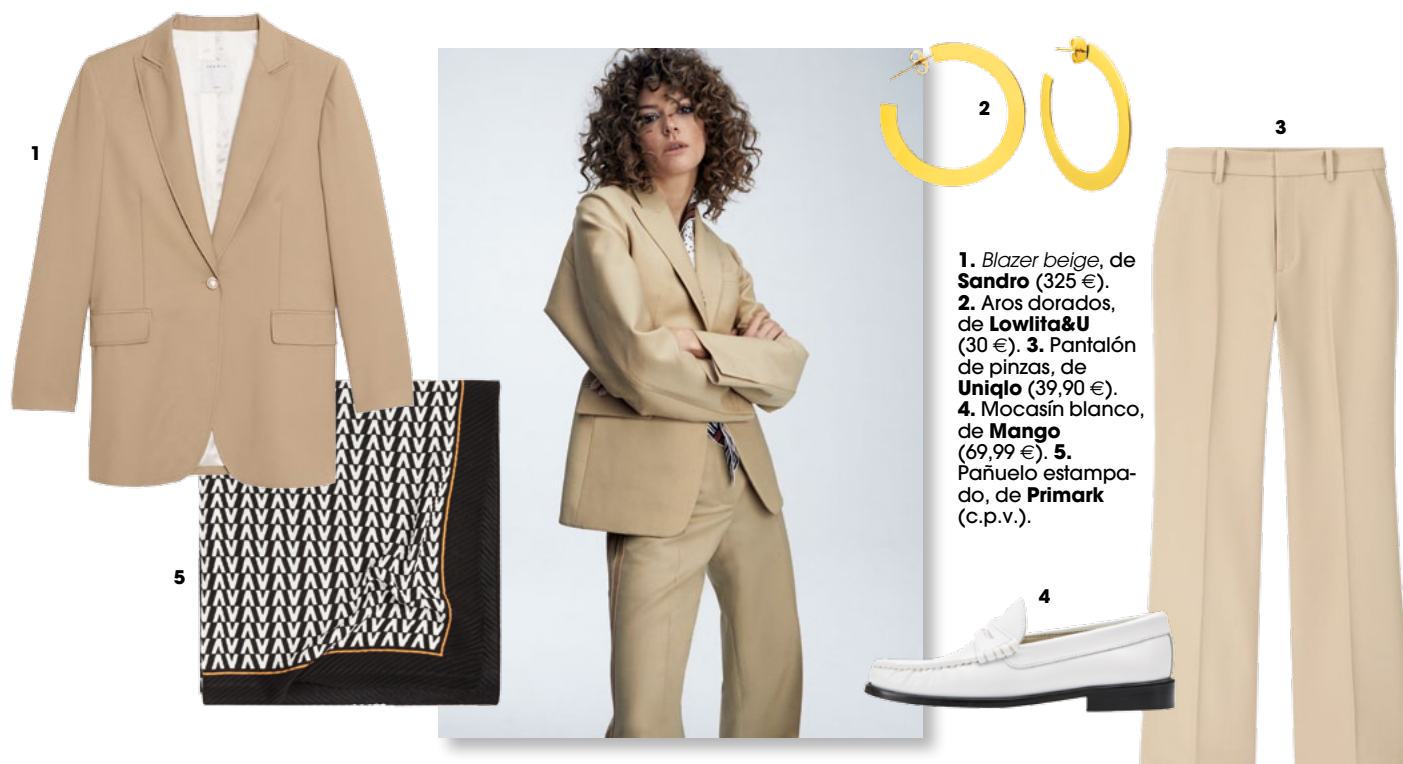 1
2
3
1. Blazer beige, de
Sandro (325 €).
2. Aros dorados,
de Lowlita&U
(30 €). 3. Pantalón
de pinzas, de
Uniqlo (39,90 €).
4. Mocasín blanco,
de Mango
(69,99 €). 5.
Pañuelo estampa-
do, de Primark
(c.p.v.).
5
4